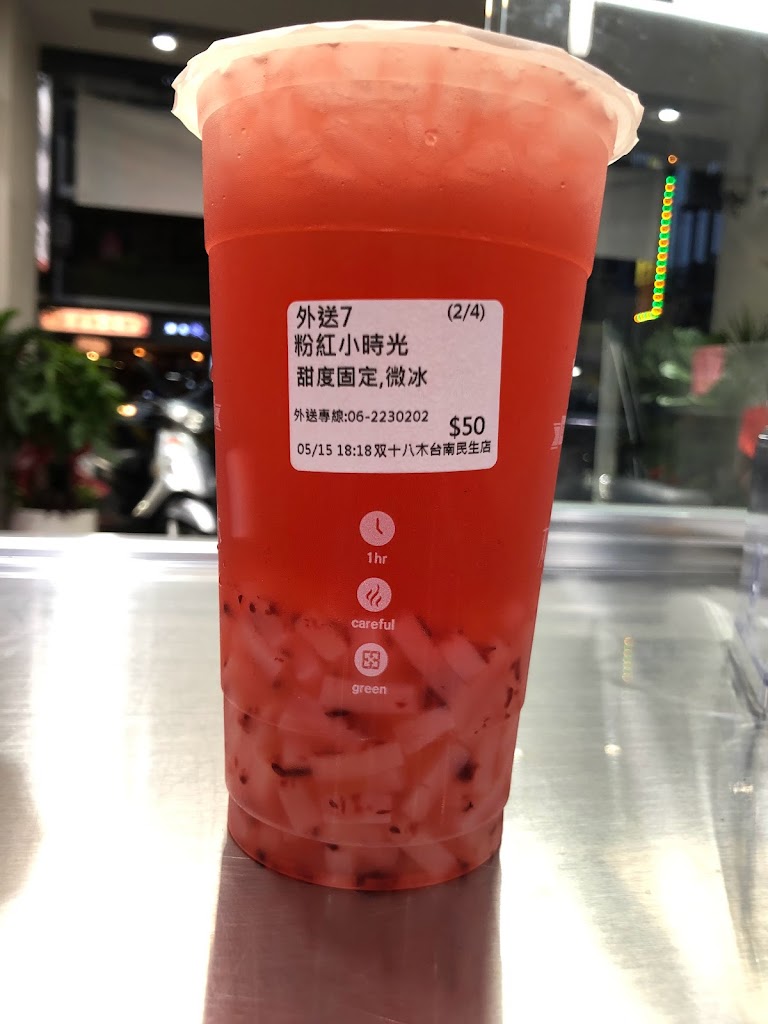 外送7 (2/4)
粉紅小時光
甜度固定,微冰
外送專線:06-2230202
$50
05/15 18:18双十八木台南民生店
1hr
careful
green